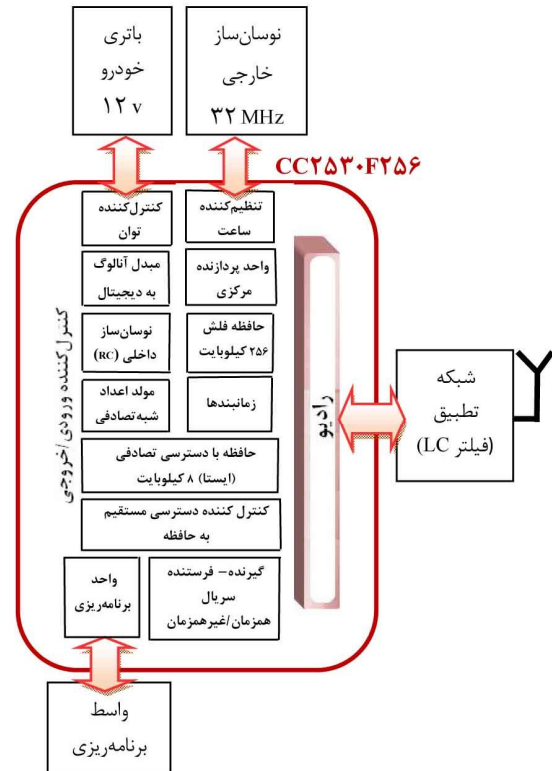 باتری
خودرو
۱۲ v
نوسان‌ساز
خارجی
۳۲ MHz
CC۲۵۳۰F۲۵۶
کنترل‌کننده
توان
تنظیم‌کننده
ساعت
مبدل آنالوگ
به دیجیتال
واحد پردازنده
مرکزی
نوسان‌ساز
داخلی (RC)
حافظه فلش
۲۵۶ کیلوبایت
مولد اعداد
شبه‌تصادفی
زمانبندها
حافظه با دسترسی تصادفی
(ایستا) ۸ کیلوبایت
کنترل کننده دسترسی مستقیم
به حافظه
واحد
برنامه‌ریزی
گیرنده- فرستنده
سریال
همزمان/غیرهمزمان
کنترل‌کننده ورودی/خروجی
رادیو
شبکه
تطبیق
(فیلتر LC)
واسط
برنامه‌ریزی